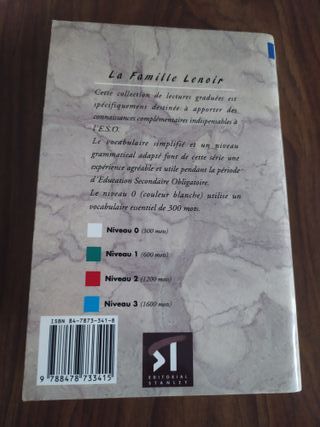 La Famille Lenoir
Cette collection de lectures graduées est
spécifiquement destinée à apporter des
connaissances complémentaires indispensables à
l'E.S.O.
Le vocabulaire simplifié et un niveau
grammatical adapté font de cette série une
expérience agréable et utile pendant la période
d'Education Secondaire Obligatoire.
Le niveau 0 (couleur blanche) utilise un
vocabulaire essentiel de 300 mots.
Niveau 0 (300 mots)
Niveau 1 (600 mots)
Niveau 2 (1200 mots)
Niveau 3 (1600 mots)
ISBN 84-7873-341-8
9 788478 733415
EDITORIAL
STANLEY